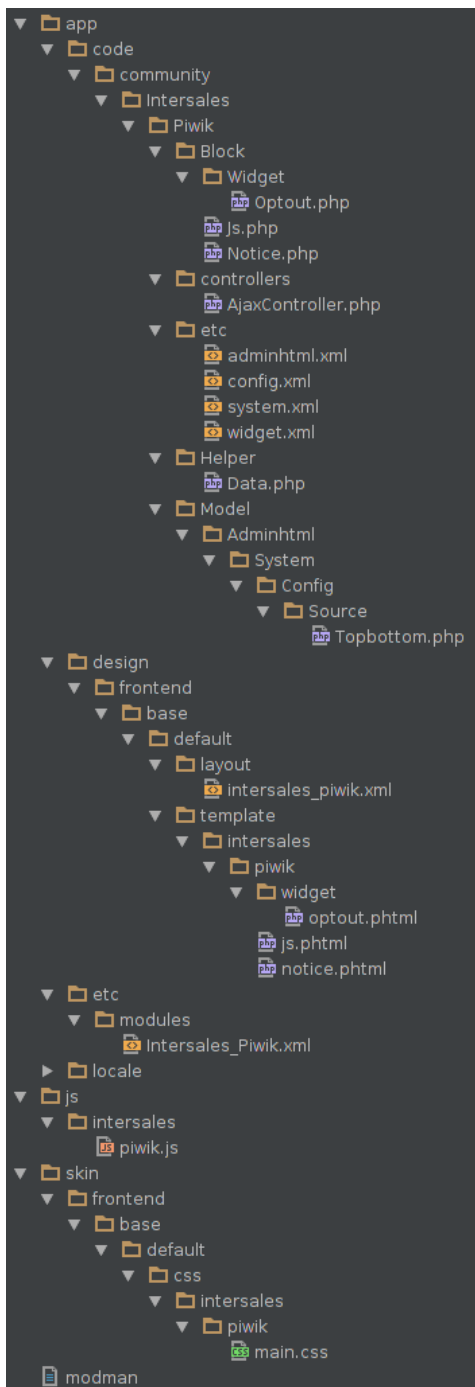 app
code
community
Intersales
Piwik
Block
Widget
Optout.php
Js.php
Notice.php
controllers
AjaxController.php
etc
adminhtml.xml
config.xml
system.xml
widget.xml
Helper
Data.php
Model
Adminhtml
System
Config
Source
Topbottom.php
design
frontend
base
default
layout
intersales_piwik.xml
template
intersales
piwik
widget
optout.phtml
js.phtml
notice.phtml
etc
modules
Intersales_Piwik.xml
locale
js
intersales
piwik.js
skin
frontend
base
default
css
intersales
piwik
main.css
modman